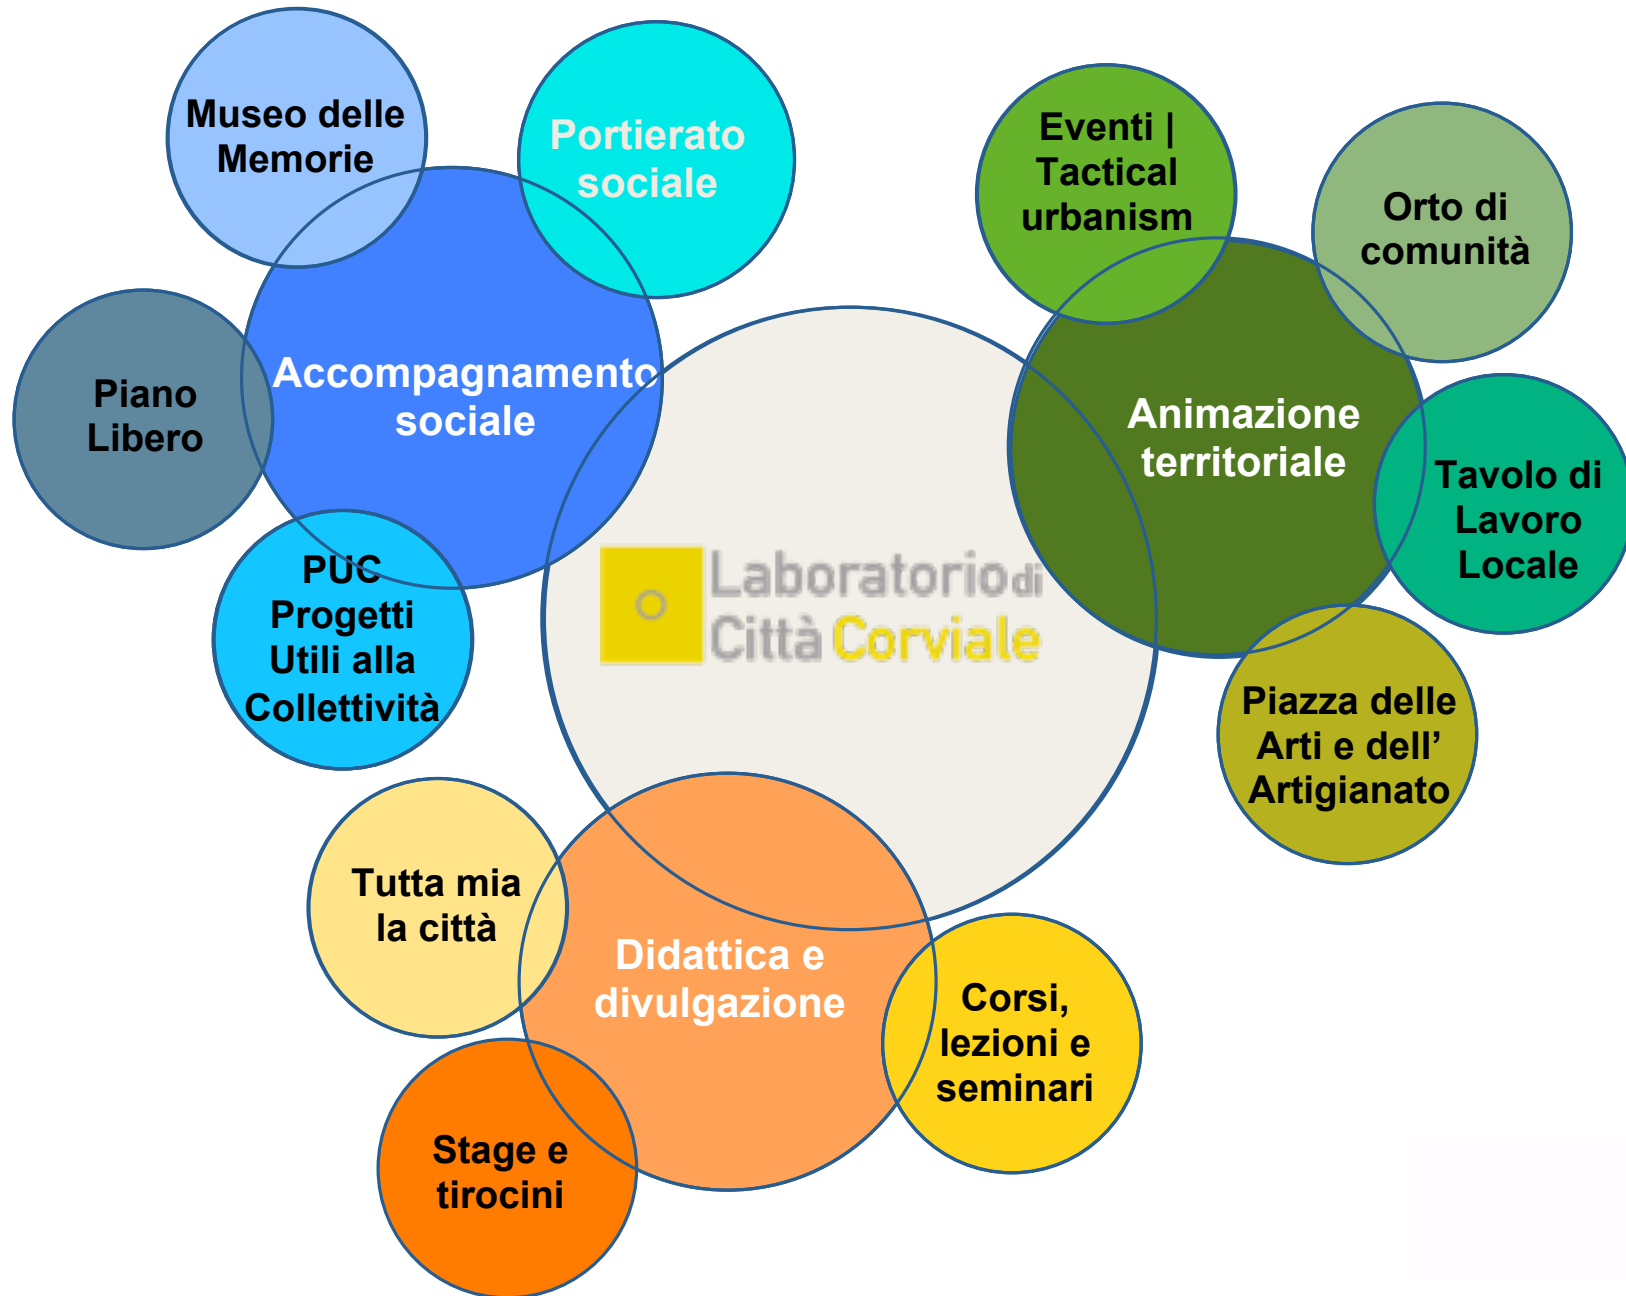 Museo delle
Memorie
Portierato
sociale
Piano
Libero
Accompagnamento
sociale
PUC
Progetti
Utili alla
Collettività
Eventi |
Tactical
urbanism
Orto di
comunità
Animazione
territoriale
Tavolo di
Lavoro
Locale
Piazza delle
Arti e dell’
Artigianato
Laboratorio di
Città Corviale
Tutta mia
la città
Didattica e
divulgazione
Corsi,
lezioni e
seminari
Stage e
tirocini